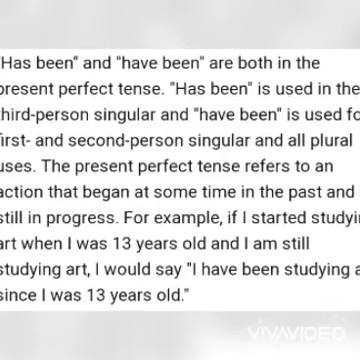 "Has been" and "have been" are both in the
present perfect tense. "Has been" is used in the
third-person singular and "have been" is used fo
first- and second-person singular and all plural
uses. The present perfect tense refers to an
action that began at some time in the past and
still in progress. For example, if I started studyi
art when I was 13 years old and I am still
studying art, I would say "I have been studying a
since I was 13 years old."
VIVAVIDEO